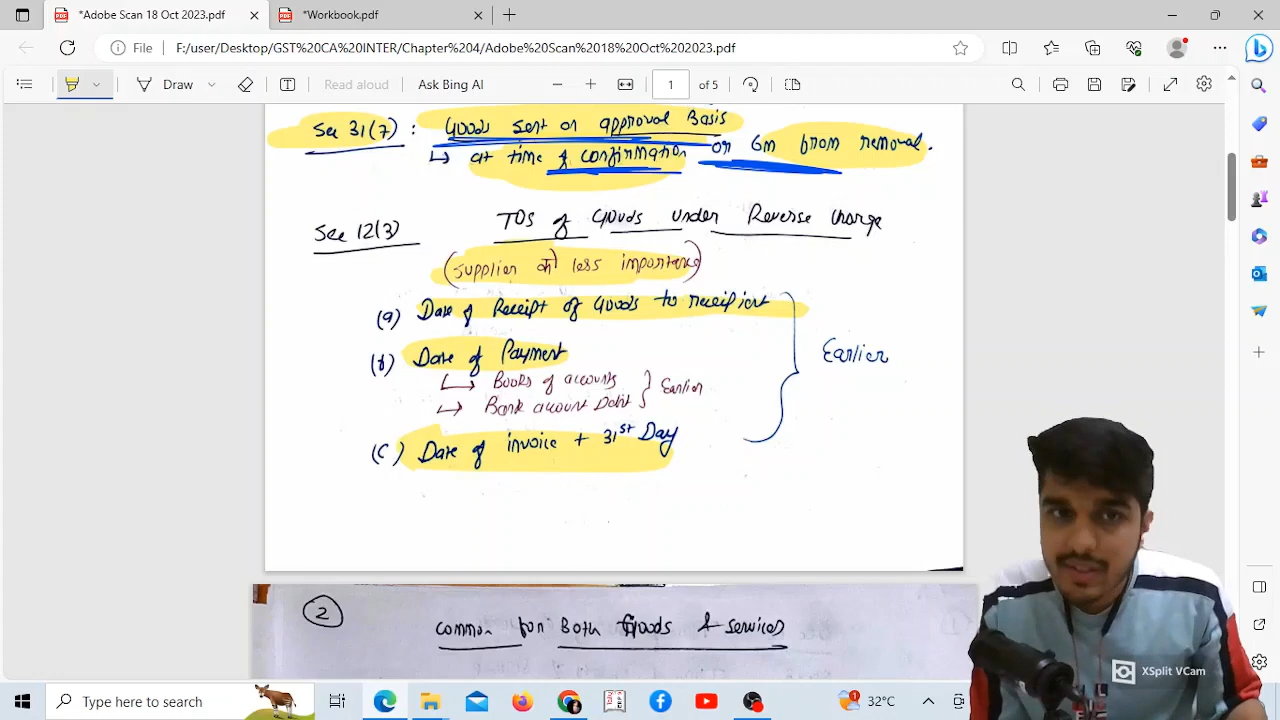 *Adobe Scan 18 Oct 2023.pdf
*Workbook.pdf
File
F:/user/Desktop/GST%20CA%20INTER/Chapter%204/Adobe%20Scan%2018%20Oct%202023.pdf
Draw
Read aloud
Ask Bing AI
1
of 5
Sec 31(7) : Goods sent on approval Basis
↳ at time of confirmation or 6m from removal.
Sec 12(3)
TOS of Goods under Reverse charge
(supplier को less importance)
(a) Date of Receipt of Goods to recipient
(b) Date of Payment
Earlier
↳ Books of accounts
↳ Bank account Debit
Earlier
(c) Date of invoice + 31st Day
2
common for Both Goods & services
XSplit VCam
Type here to search
32°C